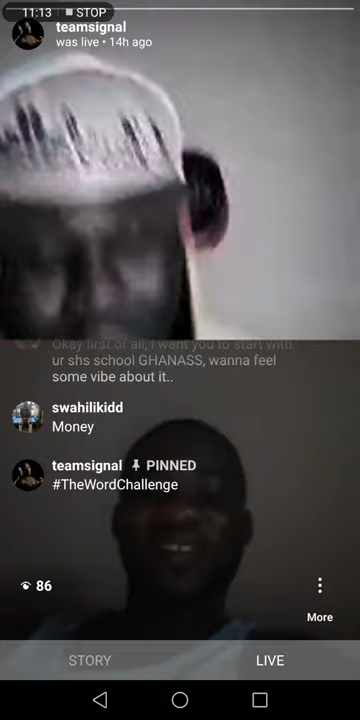 11:13 STOP
teamsignal
was live • 14h ago
Okay first of all, I want you to start with
ur shs school GHANASS, wanna feel
some vibe about it..
swahilikidd
Money
teamsignal PINNED
#TheWordChallenge
86
More
STORY LIVE